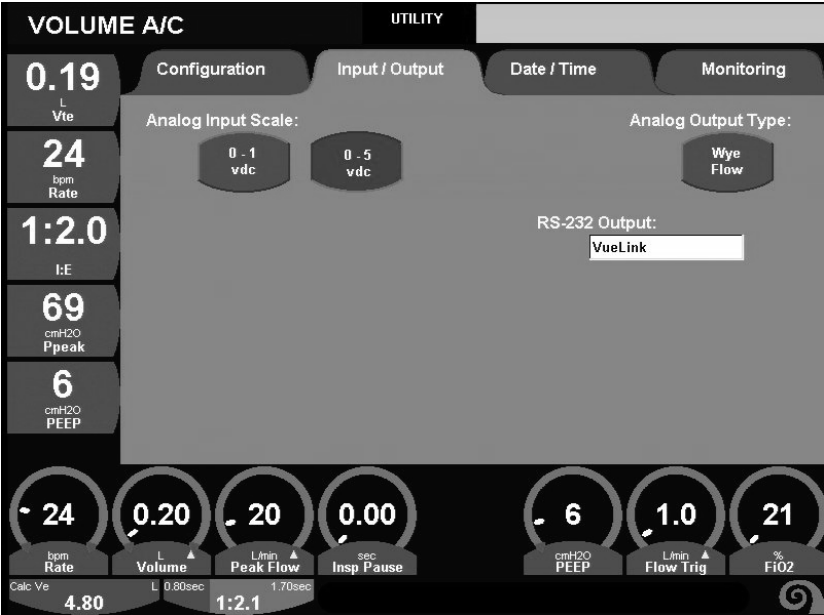 VOLUME A/C
UTILITY
Configuration
Input / Output
Date / Time
Monitoring
0.19
L
Vte
24
bpm
Rate
1:2.0
I:E
69
cmH2O
Ppeak
6
cmH2O
PEEP
Analog Input Scale:
0 - 1
vdc
0 - 5
vdc
Analog Output Type:
Wye
Flow
RS-232 Output:
VueLink
24
bpm
Rate
0.20
L
Volume
20
L/min
Peak Flow
0.00
sec
Insp Pause
6
cmH2O
PEEP
1.0
L/min
Flow Trig
21
%
FiO2
Calc Ve
L
4.80
0.80sec
1.70sec
1:2.1